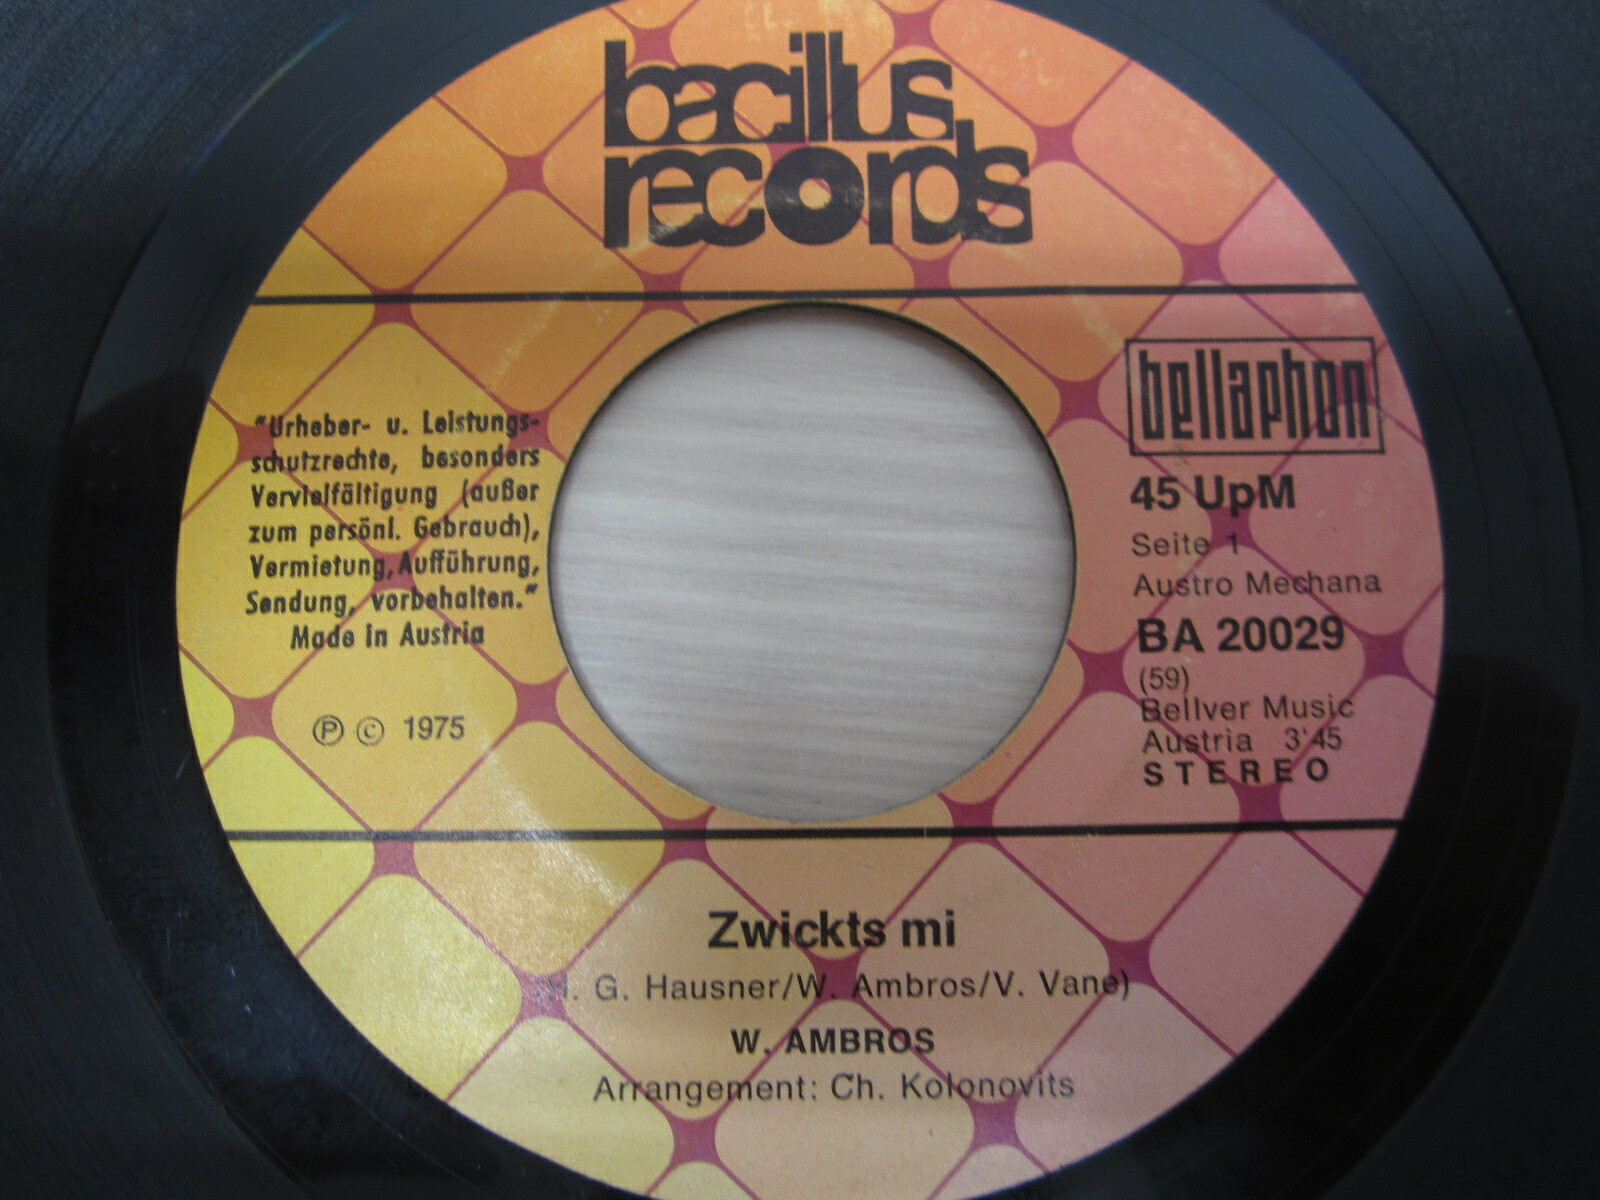 bacillus
records
"Urheber- u. Leistungs-
schutzrechte, besonders
Vervielfältigung (außer
zum persönl. Gebrauch),
Vermietung, Aufführung,
Sendung, vorbehalten."
Made in Austria
Ⓟ © 1975
bellaphon
45 UpM
Seite 1
Austro Mechana
BA 20029
(59)
Bellver Music
Austria 3'45
STEREO
Zwickts mi
(H. G. Hausner/W. Ambros/V. Vane)
W. AMBROS
Arrangement: Ch. Kolonovits